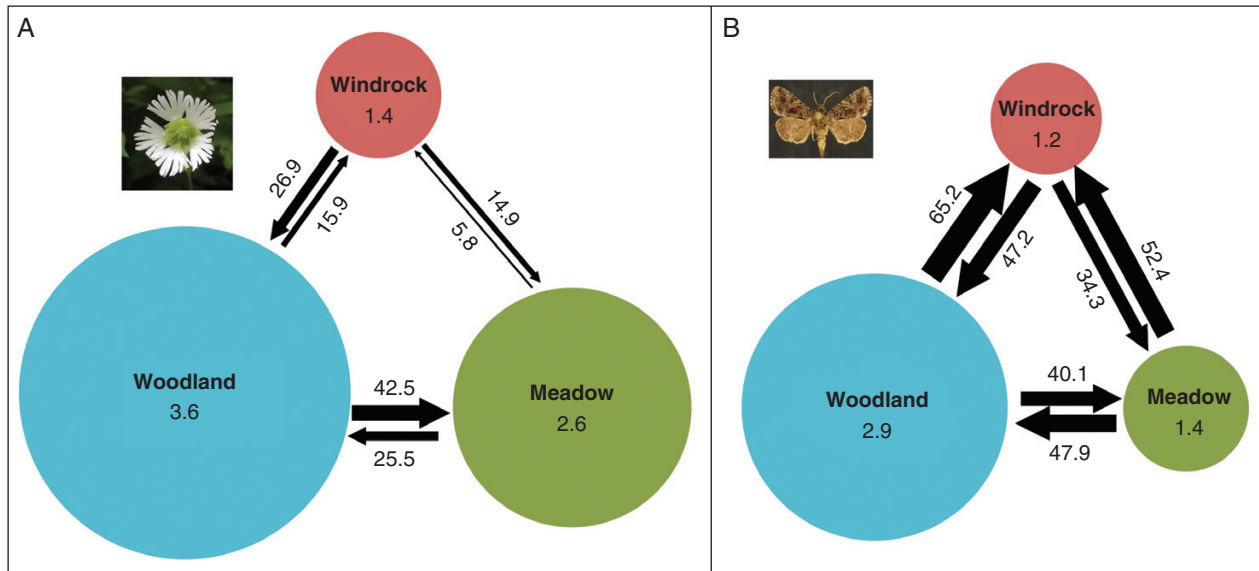 A
Windrock
1.4
26.9
15.9
14.9
5.8
Woodland
3.6
42.5
25.5
Meadow
2.6
B
Windrock
1.2
65.2
47.2
52.4
34.3
Woodland
2.9
40.1
47.9
Meadow
1.4